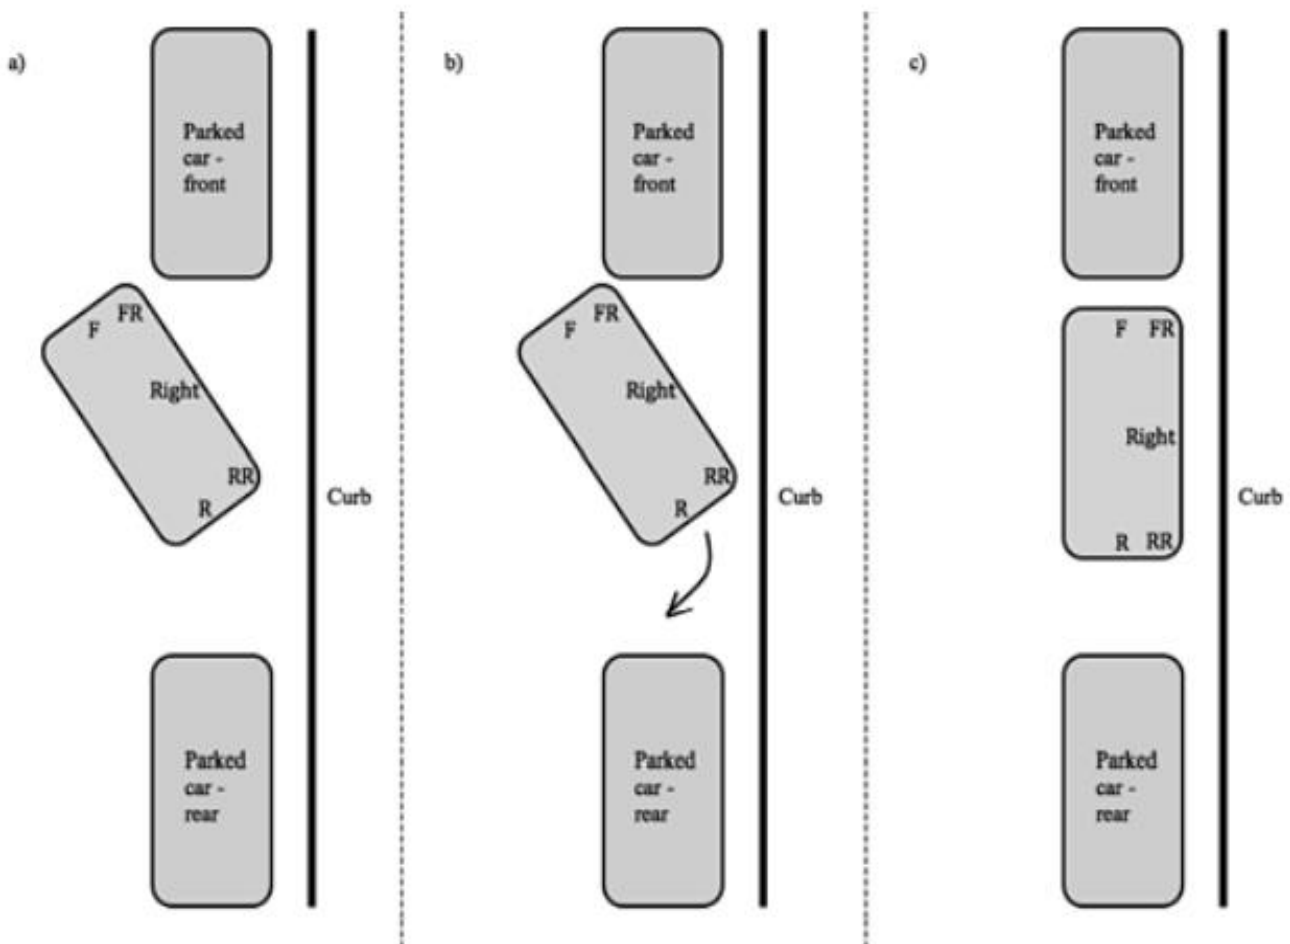 a)
Parked
car -
front
F
FR
Right
RR
R
Curb
Parked
car -
rear
b)
Parked
car -
front
F
FR
Right
RR
R
Curb
Parked
car -
rear
c)
Parked
car -
front
F FR
Right
R RR
Curb
Parked
car -
rear